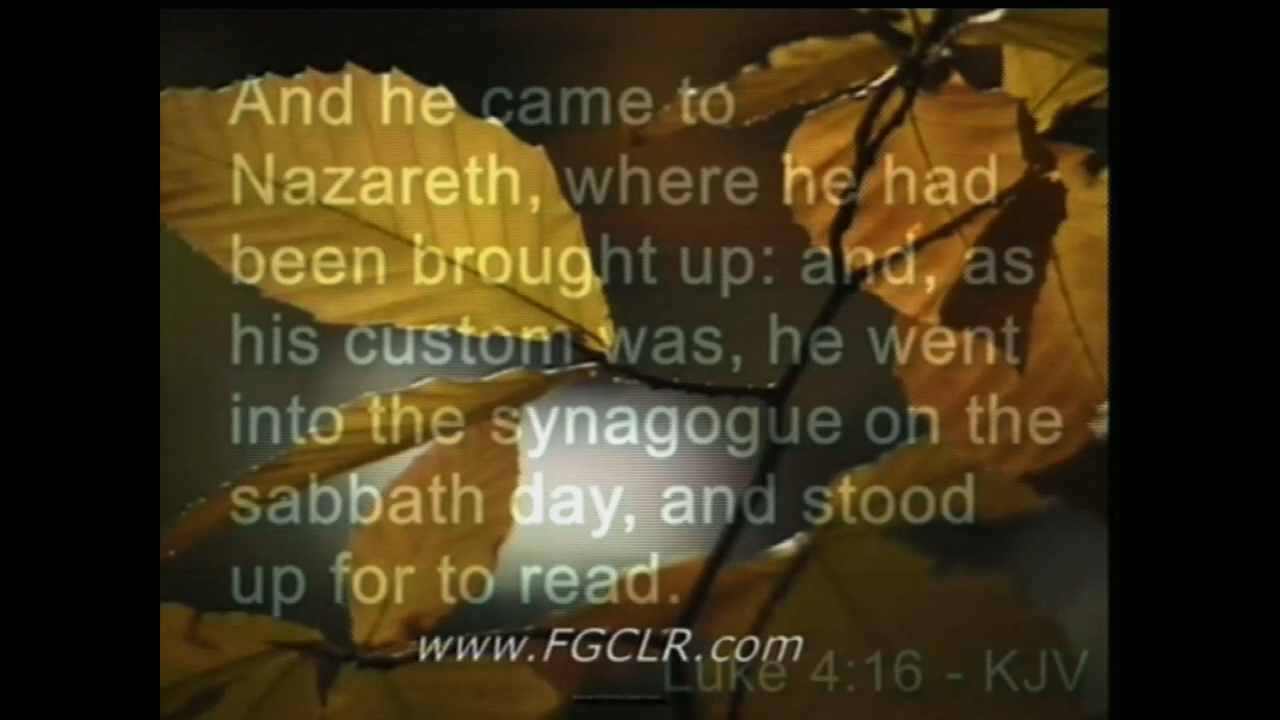 And he came to
Nazareth, where he had
been brought up: and, as
his custom was, he went
into the synagogue on the
sabbath day, and stood
up for to read.
www.FGCLR.com
Luke 4:16 - KJV